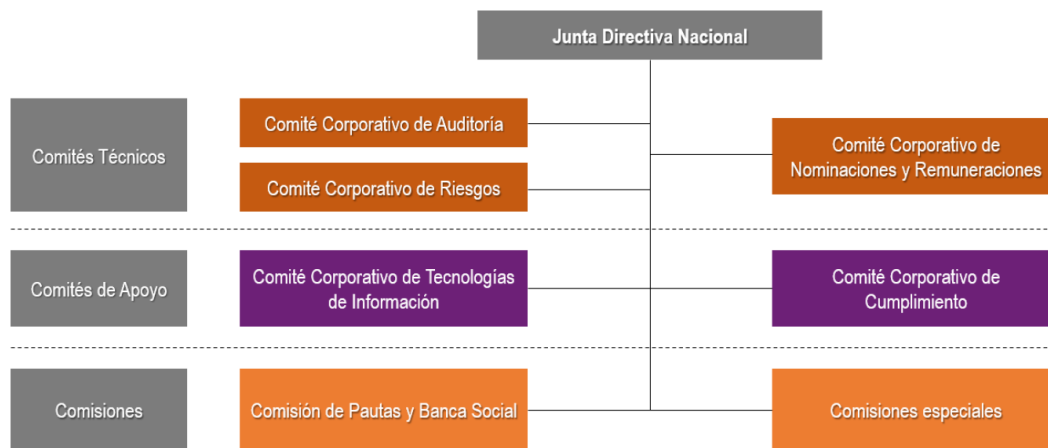 Junta Directiva Nacional
Comités Técnicos
Comité Corporativo de Auditoría
Comité Corporativo de Riesgos
Comité Corporativo de
Nominaciones y Remuneraciones
Comités de Apoyo
Comité Corporativo de Tecnologías
de Información
Comité Corporativo de
Cumplimiento
Comisiones
Comisión de Pautas y Banca Social
Comisiones especiales